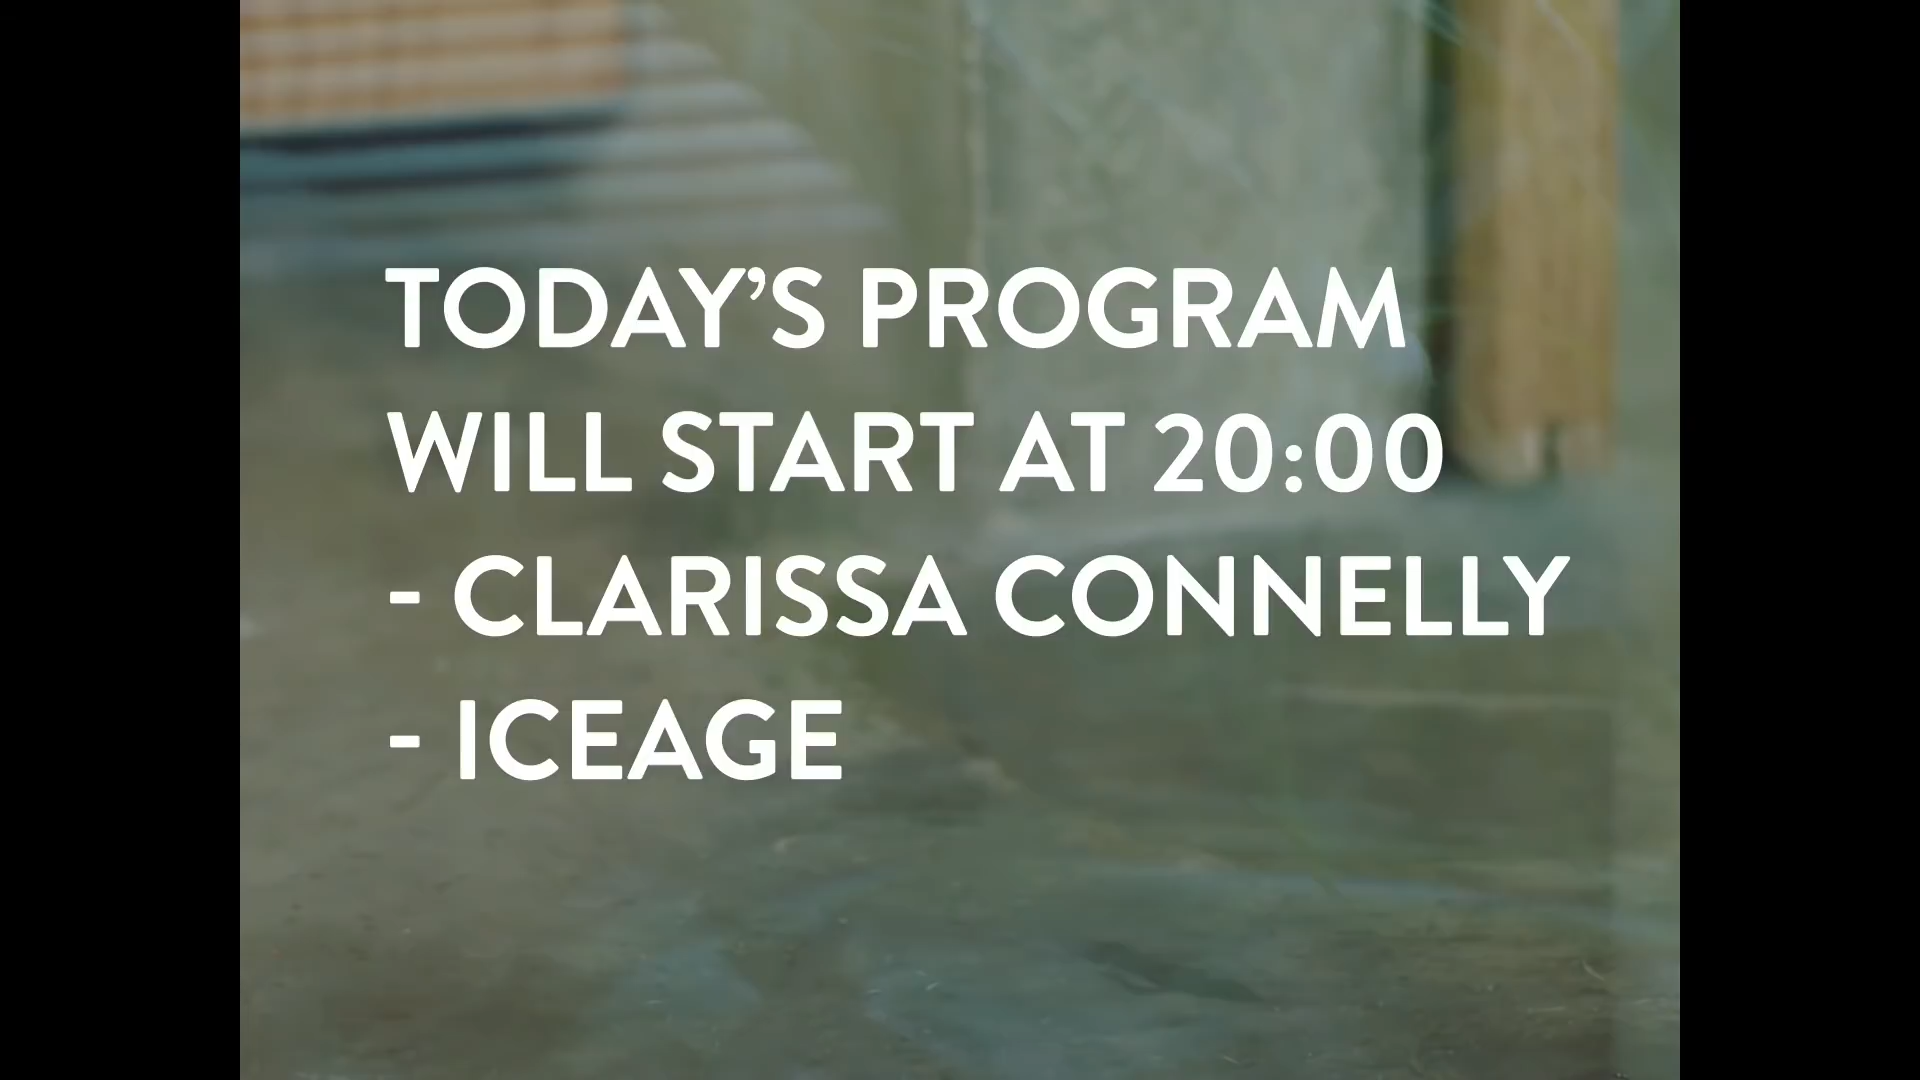 TODAY’S PROGRAM
WILL START AT 20:00
- CLARISSA CONNELLY
- ICEAGE